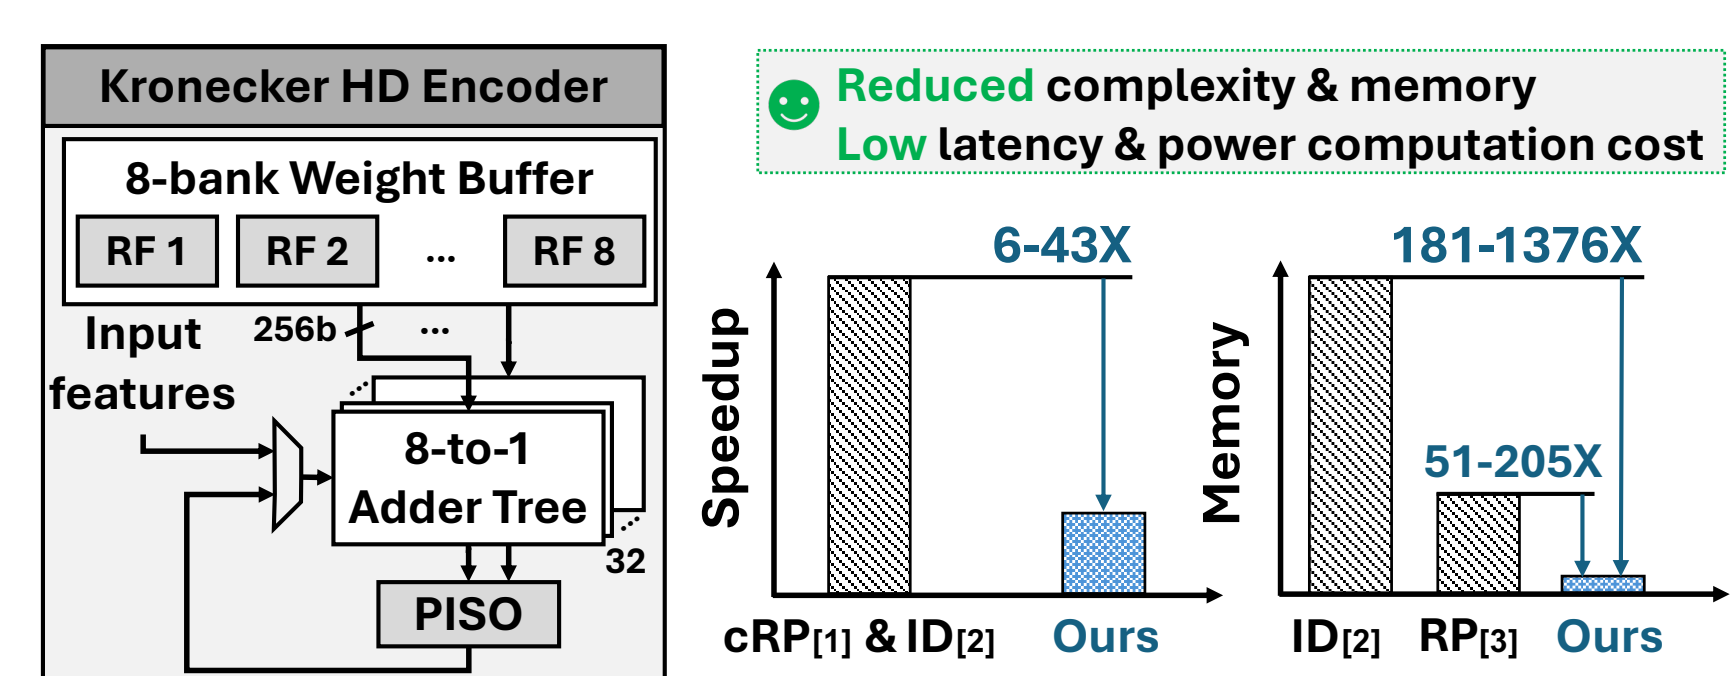 Kronecker HD Encoder
8-bank Weight Buffer
RF 1 RF 2 ... RF 8
Input
features
256b ...
8-to-1
Adder Tree
32
PISO
Reduced complexity & memory
Low latency & power computation cost
Speedup
6-43X
cRP[1] & ID[2] Ours
Memory
181-1376X
51-205X
ID[2] RP[3] Ours